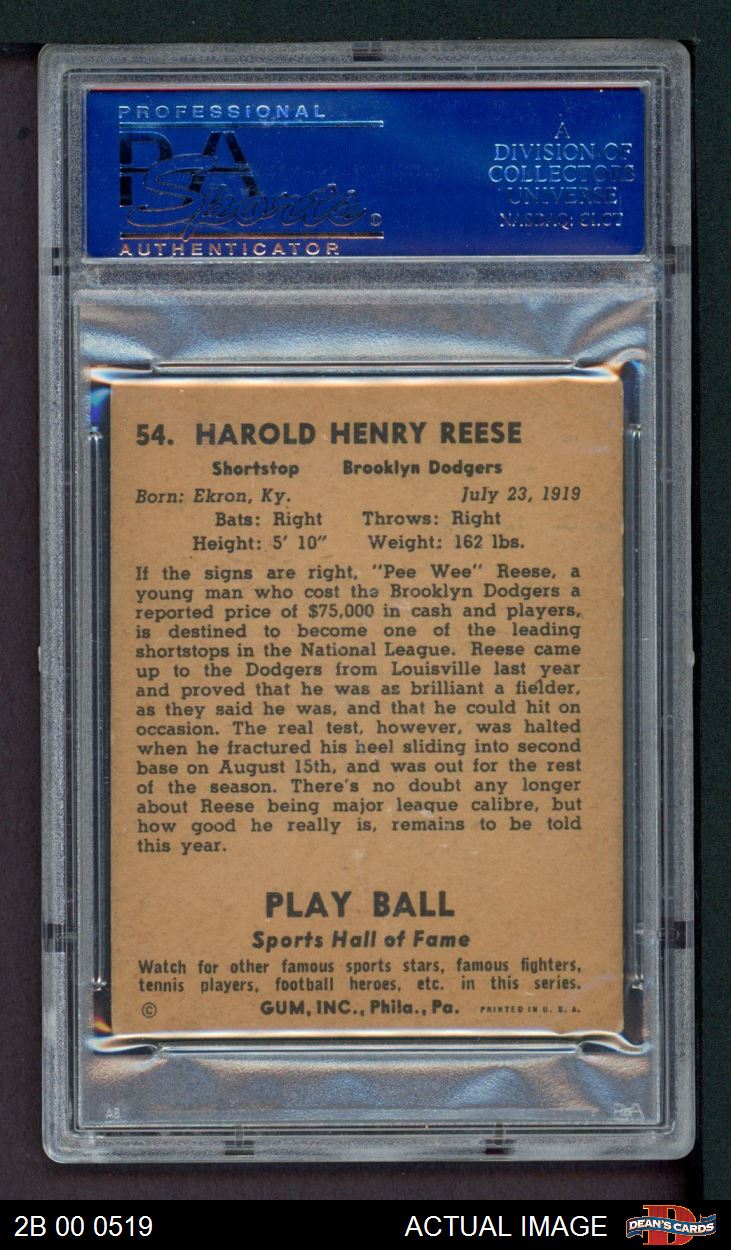 PROFESSIONAL
PSA
Sports
AUTHENTICATOR
A
DIVISION OF
COLLECTORS
UNIVERSE
NASDAQ: CLCT
54. HAROLD HENRY REESE
Shortstop Brooklyn Dodgers
Born: Ekron, Ky. July 23, 1919
Bats: Right Throws: Right
Height: 5' 10" Weight: 162 lbs.
If the signs are right, "Pee Wee" Reese, a
young man who cost the Brooklyn Dodgers a
reported price of $75,000 in cash and players,
is destined to become one of the leading
shortstops in the National League. Reese came
up to the Dodgers from Louisville last year
and proved that he was as brilliant a fielder,
as they said he was, and that he could hit on
occasion. The real test, however, was halted
when he fractured his heel sliding into second
base on August 15th, and was out for the rest
of the season. There's no doubt any longer
about Reese being major league calibre, but
how good he really is, remains to be told
this year.
PLAY BALL
Sports Hall of Fame
Watch for other famous sports stars, famous fighters,
tennis players, football heroes, etc. in this series.
© GUM, INC., Phila., Pa. PRINTED IN U. S. A.
AB PSA
2B 00 0519 ACTUAL IMAGE DEAN'S CARDS